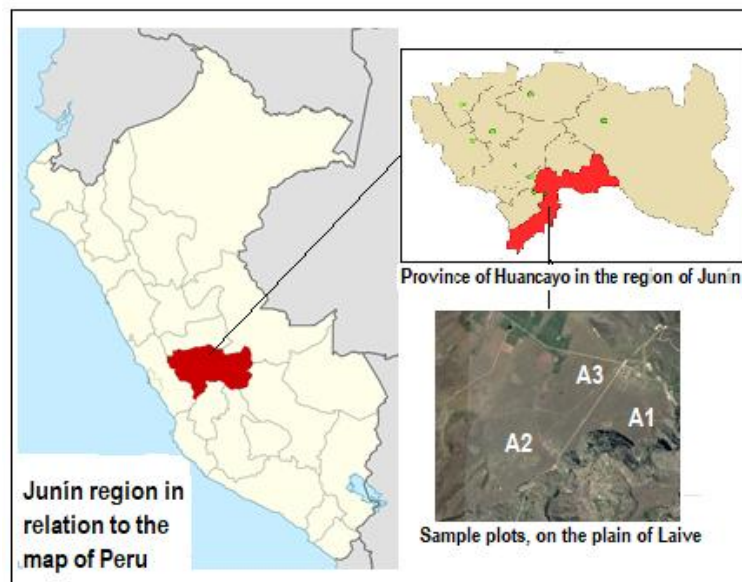 Province of Huancayo in the region of Junin
A3
A1
A2
Junín region in
relation to the
map of Peru
Sample plots, on the plain of Laive